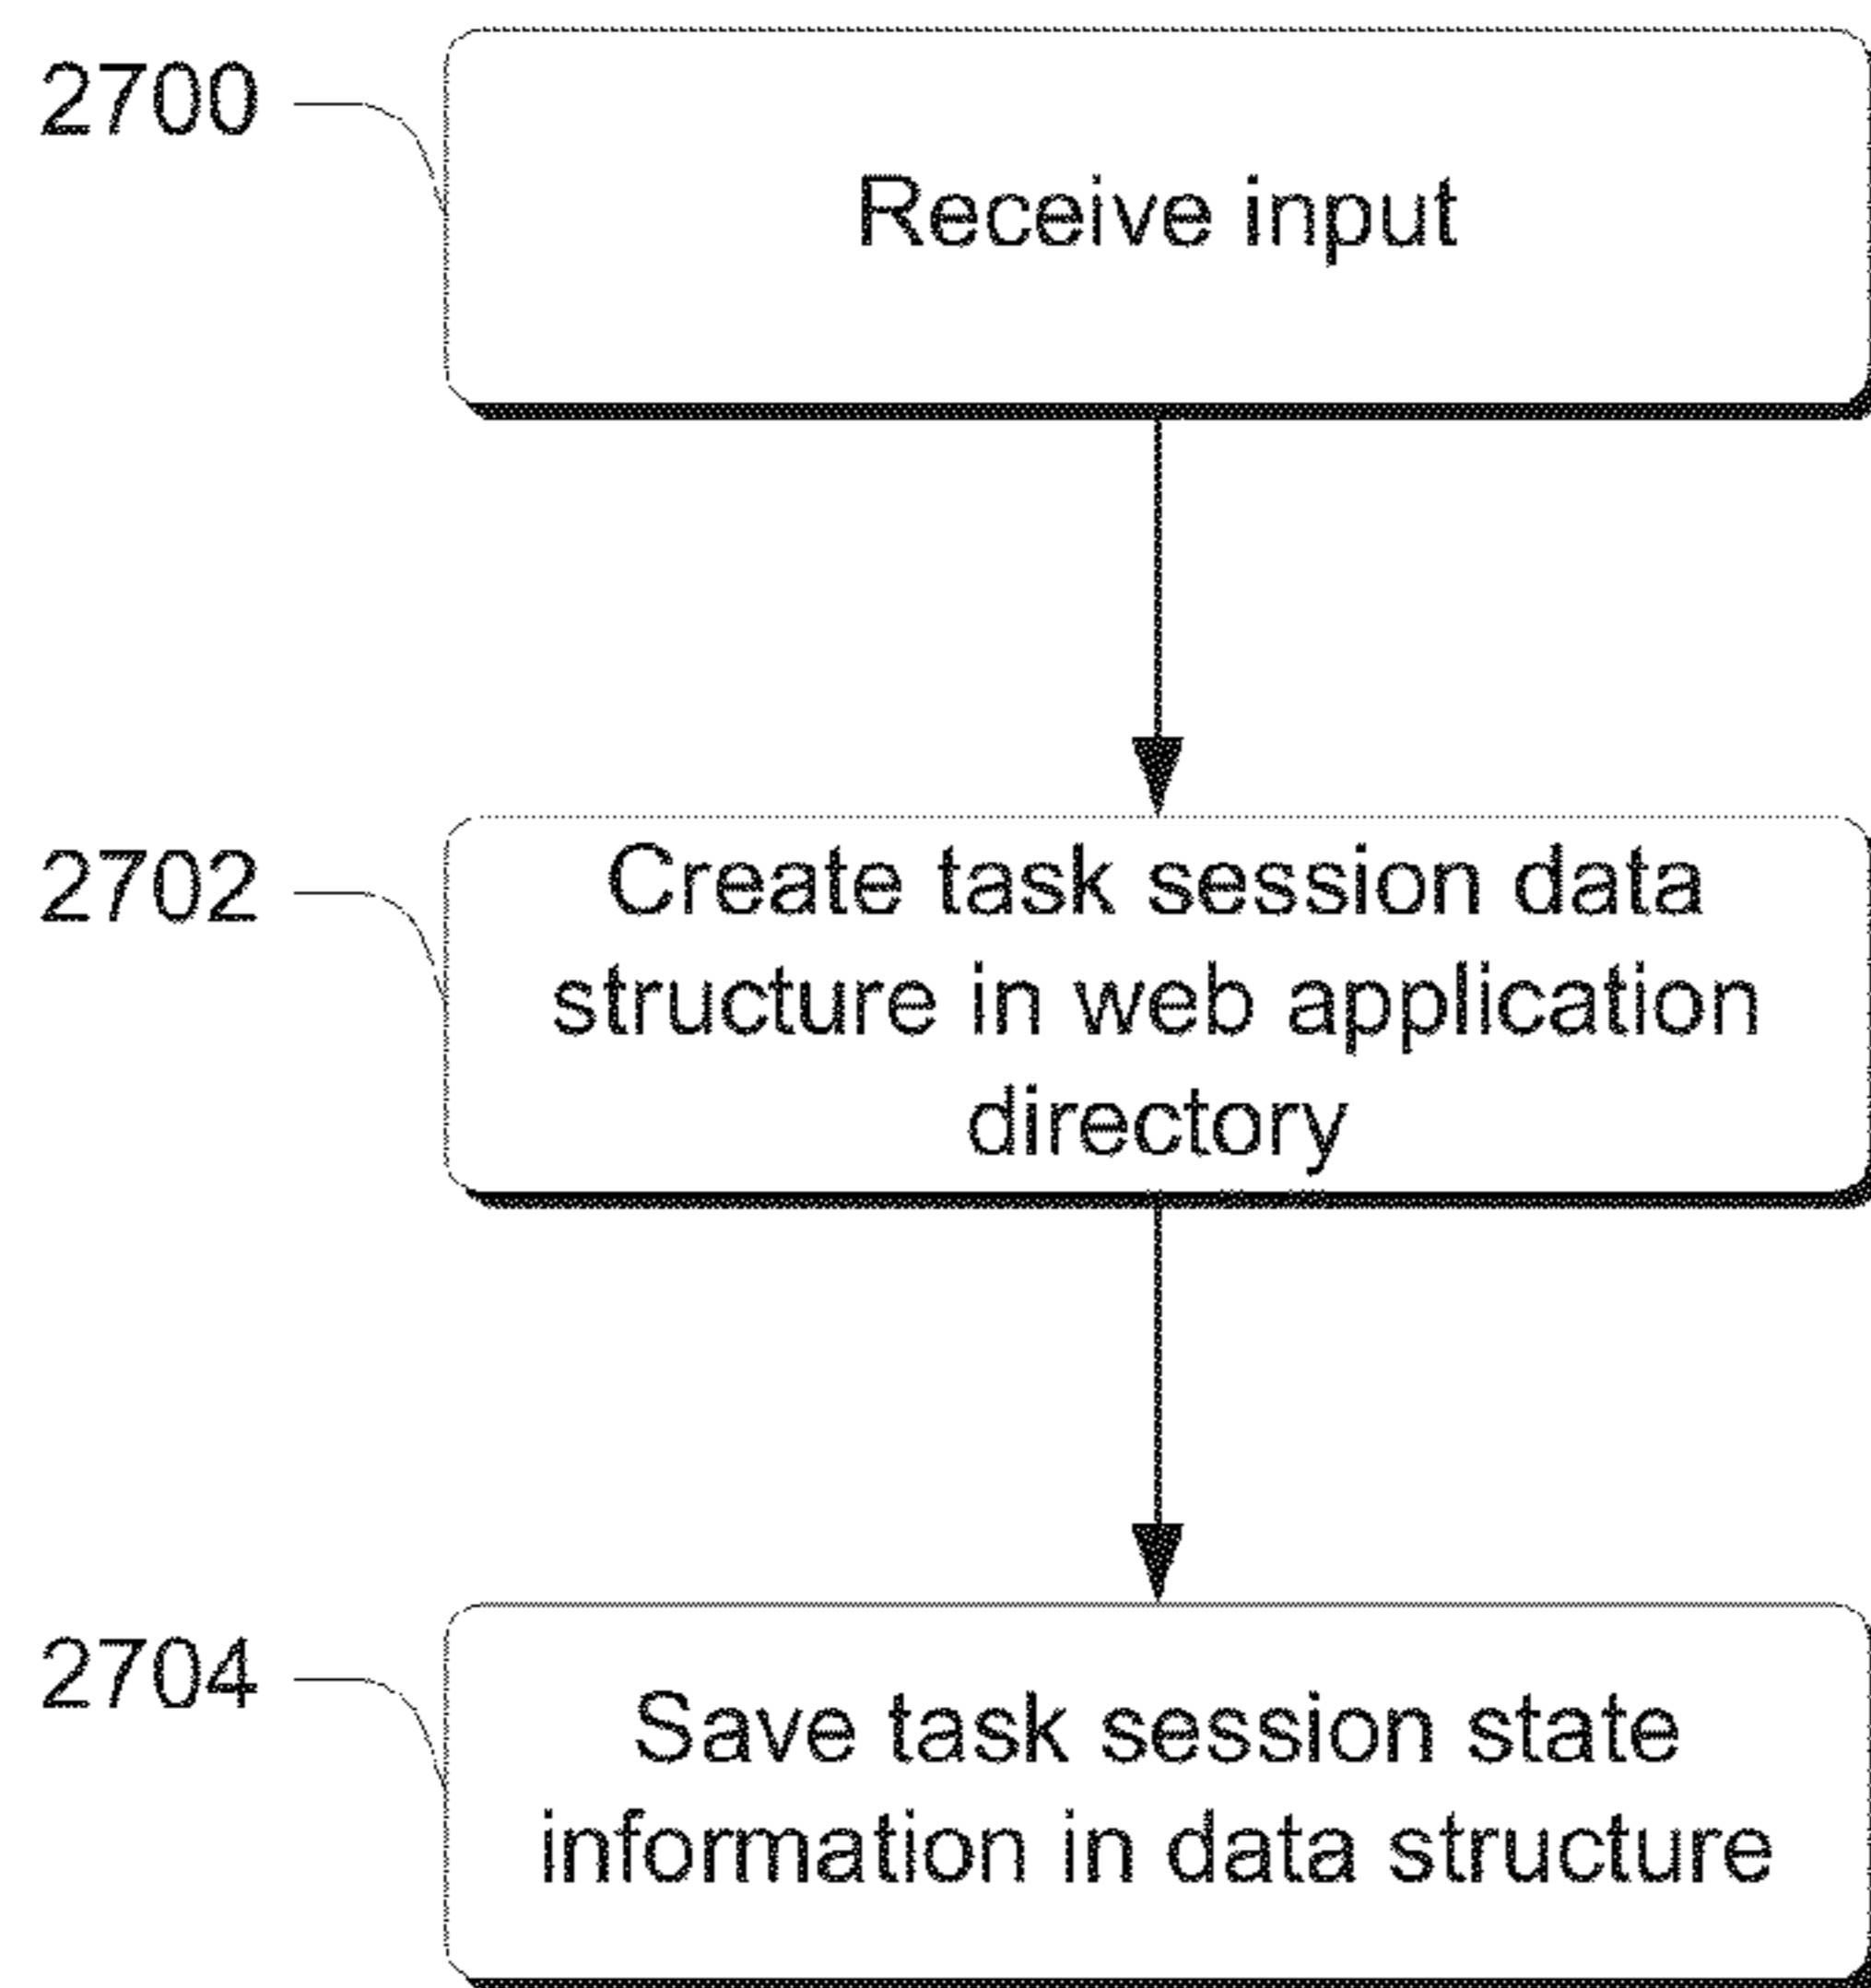 2700
Receive input
2702
Create task session data
structure in web application
directory
2704
Save task session state
information in data structure